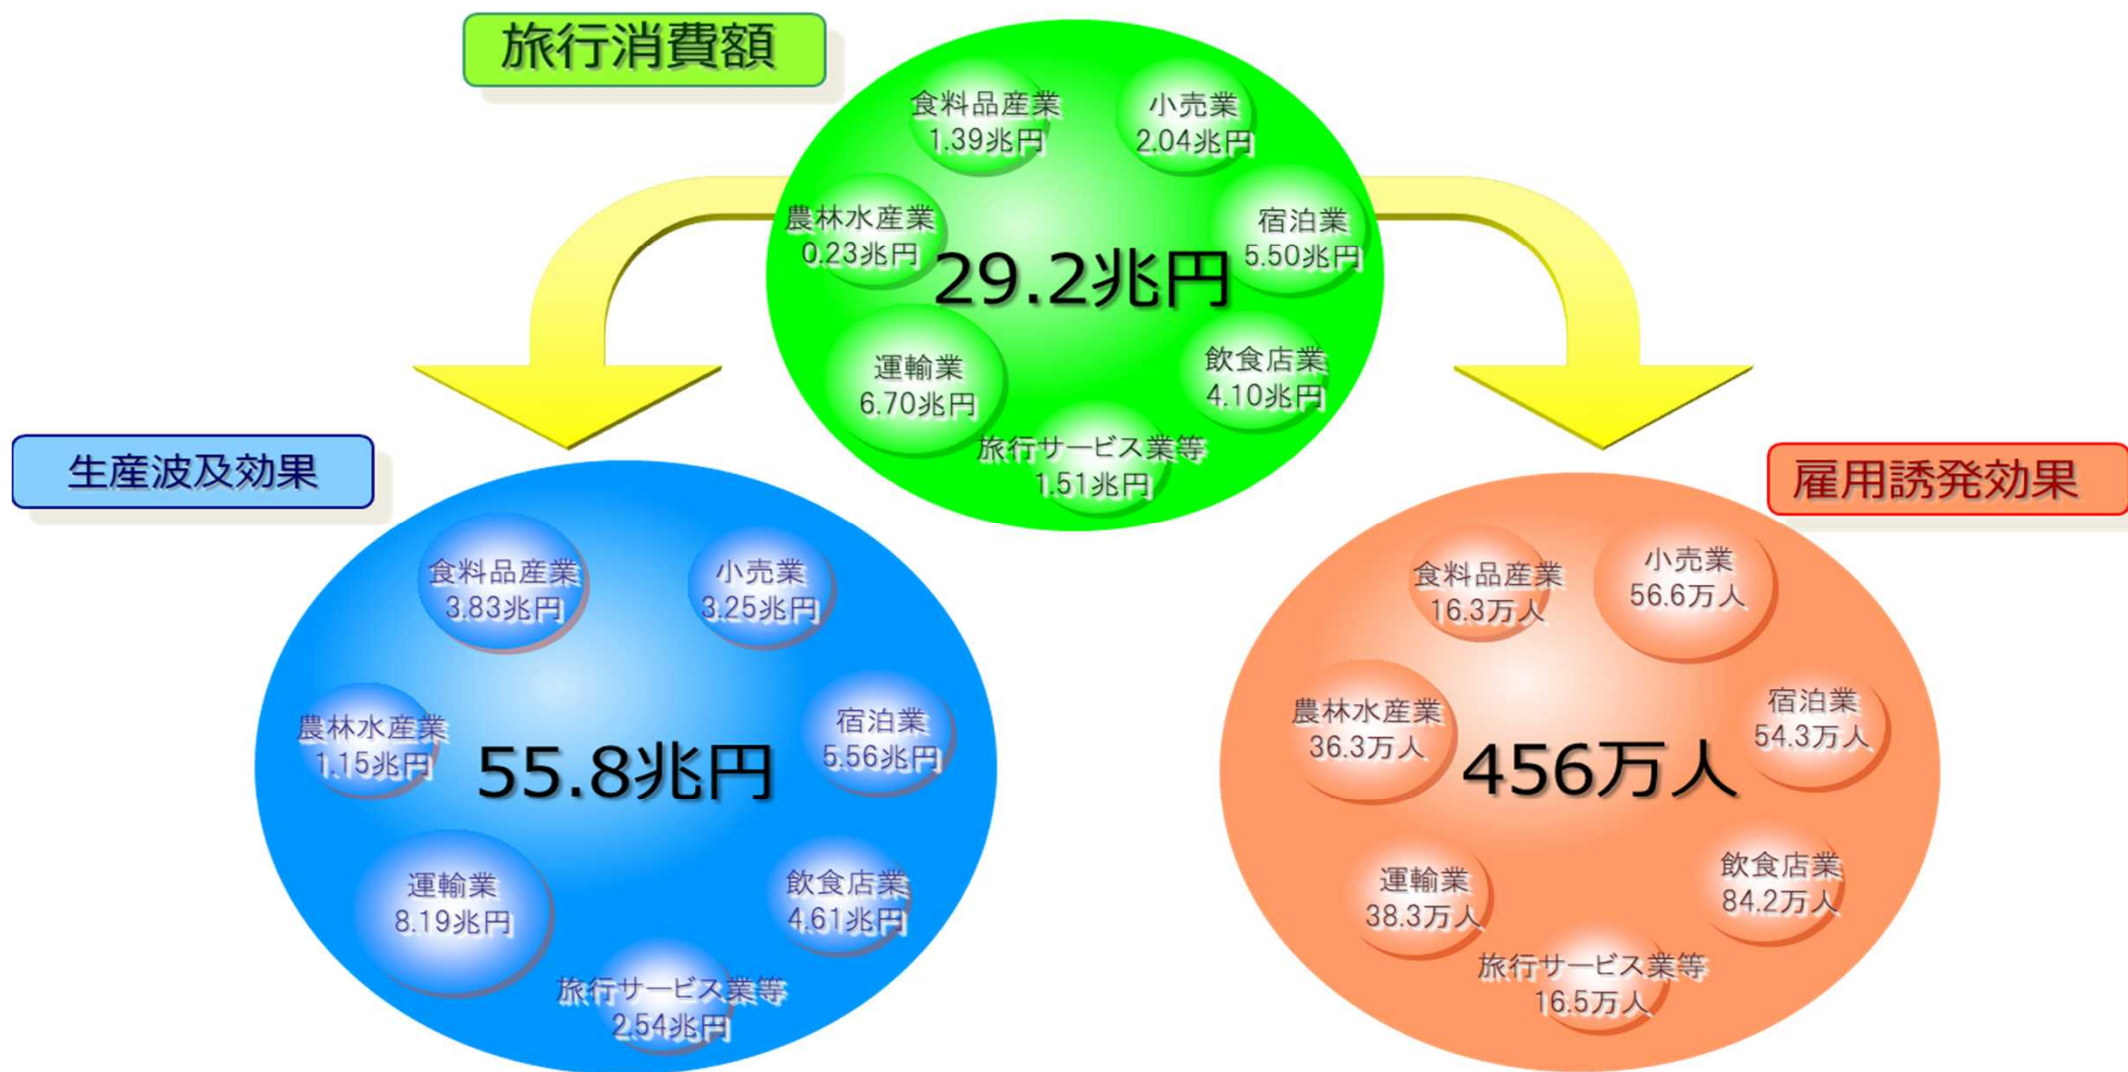 旅行消費額
食料品産業
1.39兆円
小売業
2.04兆円
農林水産業
0.23兆円
宿泊業
5.50兆円
29.2兆円
運輸業
6.70兆円
飲食店業
4.10兆円
旅行サービス業等
1.51兆円
生産波及効果
食料品産業
3.83兆円
小売業
3.25兆円
農林水産業
1.15兆円
宿泊業
5.56兆円
55.8兆円
運輸業
8.19兆円
飲食店業
4.61兆円
旅行サービス業等
2.54兆円
雇用誘発効果
食料品産業
16.3万人
小売業
56.6万人
農林水産業
36.3万人
宿泊業
54.3万人
456万人
運輸業
38.3万人
飲食店業
84.2万人
旅行サービス業等
16.5万人